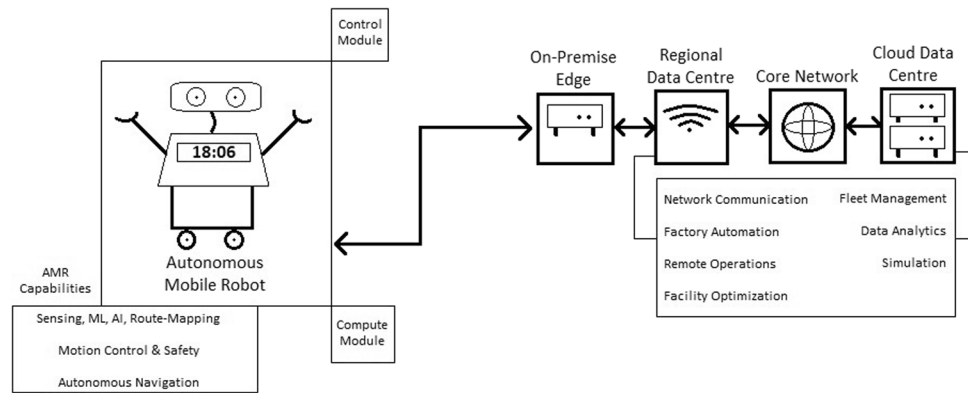 Control
Module
On-Premise
Edge
Regional
Data Centre
Core Network
Cloud Data
Centre
18:06
Autonomous
Mobile Robot
AMR
Capabilities
Sensing, ML, AI, Route-Mapping
Motion Control & Safety
Autonomous Navigation
Compute
Module
Network Communication
Factory Automation
Remote Operations
Facility Optimization
Fleet Management
Data Analytics
Simulation